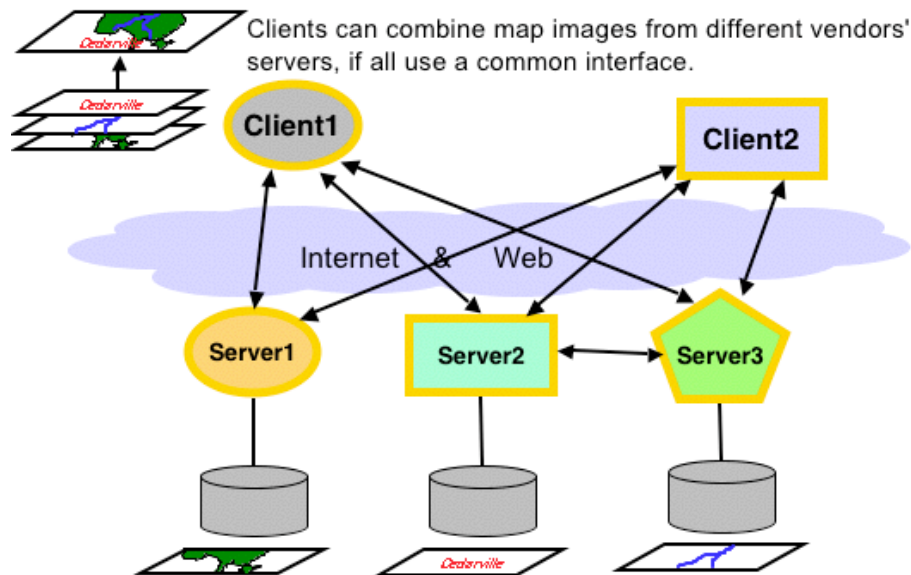 Clients can combine map images from different vendors'
servers, if all use a common interface.
Cedarville
Cedarville
Client1
Client2
Internet & Web
Server1
Server2
Server3
Cedarville